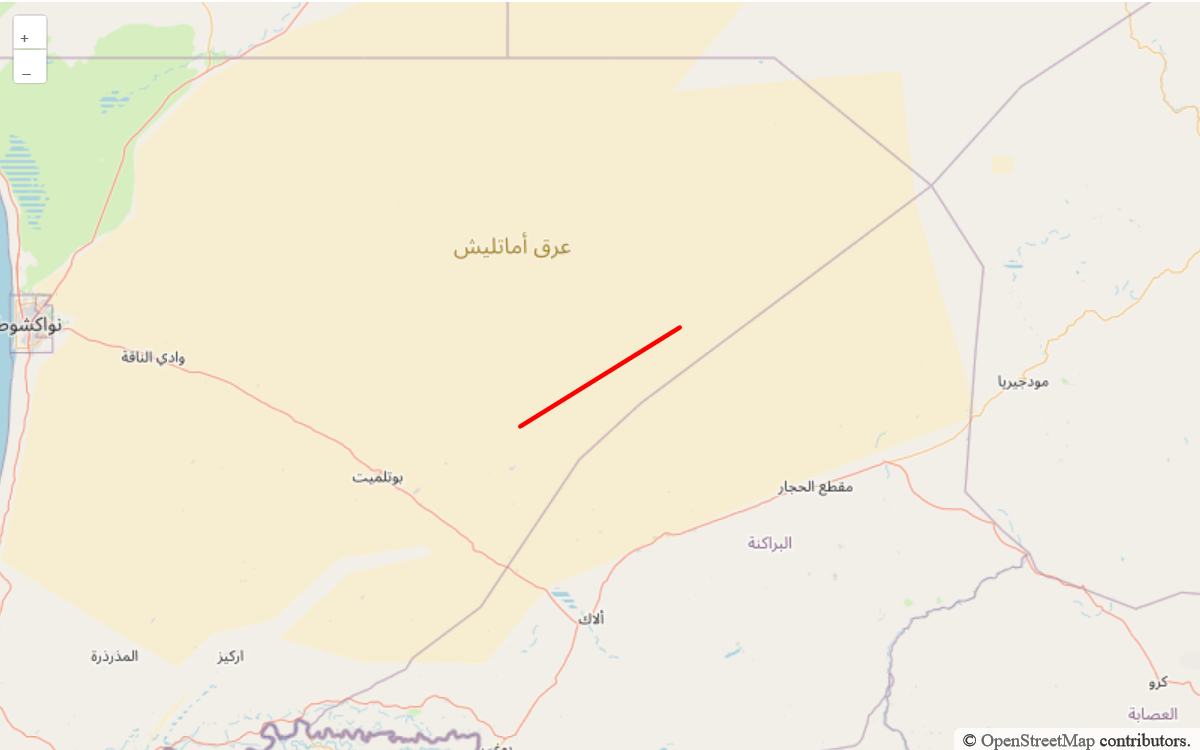 +
–
عرق أماتليش
نواكشوط
وادي الناقة
مودجيريا
بوتلميت
مقطع الحجار
البراكنة
ألاك
المذرذرة
اركيز
كرو
العصابة
© OpenStreetMap contributors.